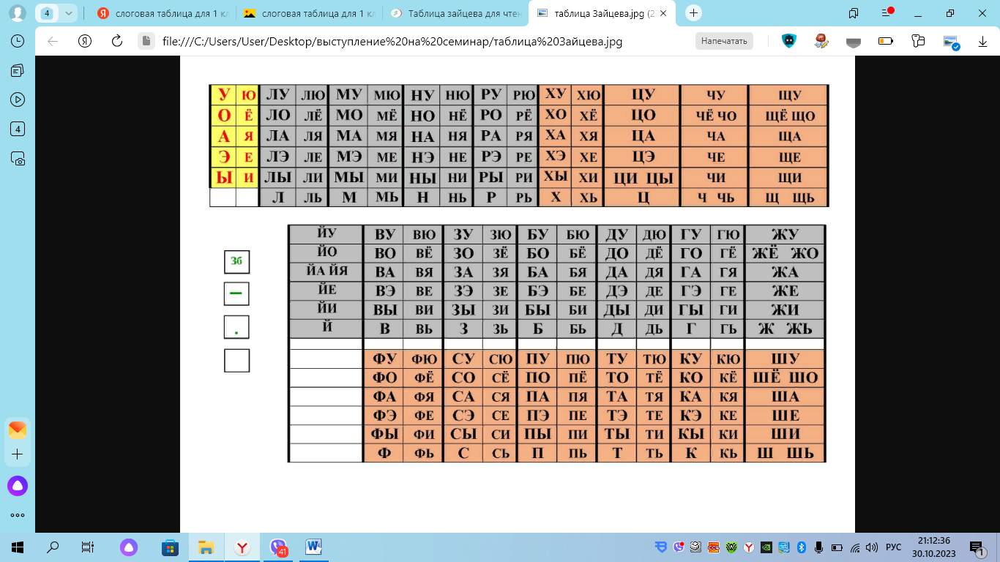 4 слоговая таблица для 1 кл слоговая таблица для 1 кл Таблица зайцева для чтен таблица Зайцева.jpg (2
file:///C:/Users/User/Desktop/выступление%20на%20семинар/таблица%20Зайцева.jpg Напечатать
У Ю ЛУ ЛЮ МУ МЮ НУ НЮ РУ РЮ ХУ ХЮ ЦУ ЧУ ЩУ
О Ё ЛО ЛЁ МО МЁ НО НЁ РО РЁ ХО ХЁ ЦО ЧЁ ЧО ЩЁ ЩО
А Я ЛА ЛЯ МА МЯ НА НЯ РА РЯ ХА ХЯ ЦА ЧА ЩА
Э Е ЛЭ ЛЕ МЭ МЕ НЭ НЕ РЭ РЕ ХЭ ХЕ ЦЭ ЧЕ ЩЕ
Ы И ЛЫ ЛИ МЫ МИ НЫ НИ РЫ РИ ХЫ ХИ ЦИ ЦЫ ЧИ ЩИ
Л ЛЬ М МЬ Н НЬ Р РЬ Х ХЬ Ц Ч ЧЬ Щ ЩЬ
ЙУ ВУ ВЮ ЗУ ЗЮ БУ БЮ ДУ ДЮ ГУ ГЮ ЖУ
ЙО ВО ВЁ ЗО ЗЁ БО БЁ ДО ДЁ ГО ГЁ ЖЁ ЖО
ЙА ЙЯ ВА ВЯ ЗА ЗЯ БА БЯ ДА ДЯ ГА ГЯ ЖА
ЙЕ ВЭ ВЕ ЗЭ ЗЕ БЭ БЕ ДЭ ДЕ ГЭ ГЕ ЖЕ
ЙИ ВЫ ВИ ЗЫ ЗИ БЫ БИ ДЫ ДИ ГЫ ГИ ЖИ
Й В ВЬ З ЗЬ Б БЬ Д ДЬ Г ГЬ Ж ЖЬ
ФУ ФЮ СУ СЮ ПУ ПЮ ТУ ТЮ КУ КЮ ШУ
ФО ФЁ СО СЁ ПО ПЁ ТО ТЁ КО КЁ ШЁ ШО
ФА ФЯ СА СЯ ПА ПЯ ТА ТЯ КА КЯ ША
ФЭ ФЕ СЭ СЕ ПЭ ПЕ ТЭ ТЕ КЭ КЕ ШЕ
ФЫ ФИ СЫ СИ ПЫ ПИ ТЫ ТИ КЫ КИ ШИ
Ф ФЬ С СЬ П ПЬ Т ТЬ К КЬ Ш ШЬ
Зб
–
.
4
41
РУС
21:12:36
30.10.2023
1